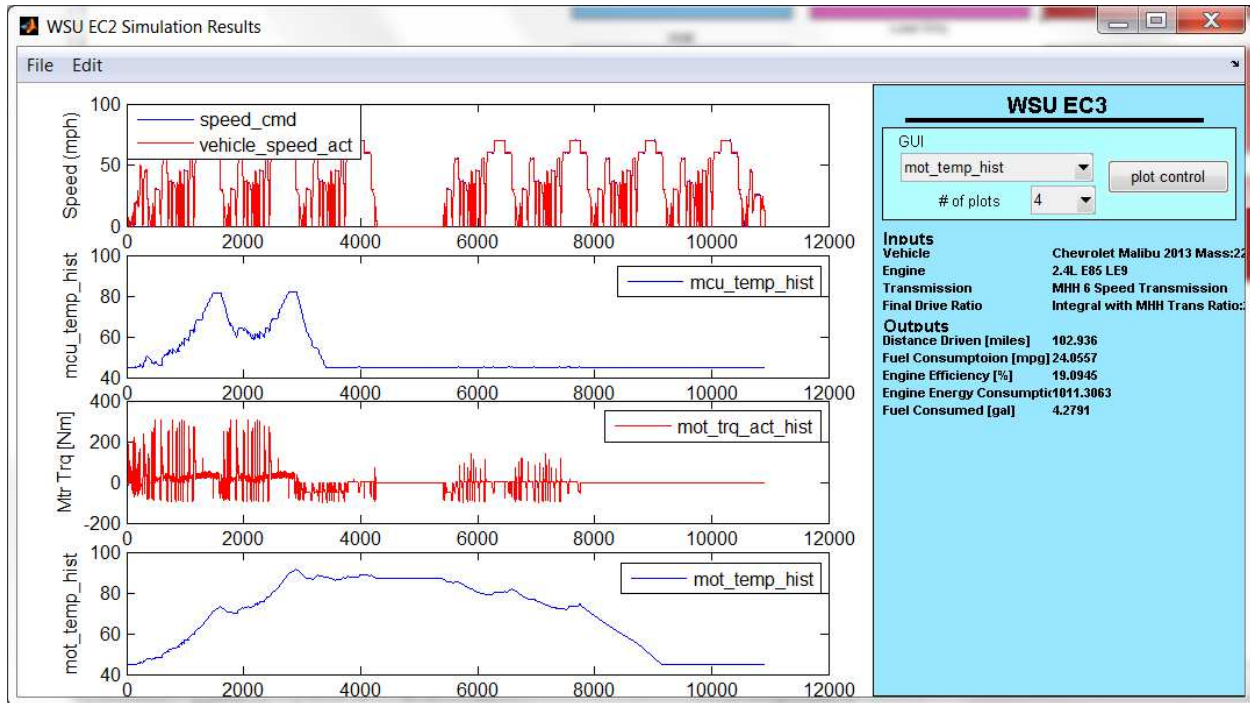 WSU EC2 Simulation Results
File Edit
100
50
0
Speed (mph)
speed_cmd
vehicle_speed_act
0 2000 4000 6000 8000 10000 12000
100
80
60
40
mcu_temp_hist
mcu_temp_hist
0 2000 4000 6000 8000 10000 12000
400
200
0
-200
Mtr Trq [Nm]
mot_trq_act_hist
0 2000 4000 6000 8000 10000 12000
100
80
60
40
mot_temp_hist
mot_temp_hist
0 2000 4000 6000 8000 10000 12000
WSU EC3
GUI
mot_temp_hist
plot control
# of plots 4
Inputs
Vehicle Chevrolet Malibu 2013 Mass:22
Engine 2.4L E85 LE9
Transmission MHH 6 Speed Transmission
Final Drive Ratio Integral with MHH Trans Ratio:
Outputs
Distance Driven [miles] 102.936
Fuel Consumptoion [mpg] 24.0557
Engine Efficiency [%] 19.0945
Engine Energy Consumptic 1011.3063
Fuel Consumed [gal] 4.2791